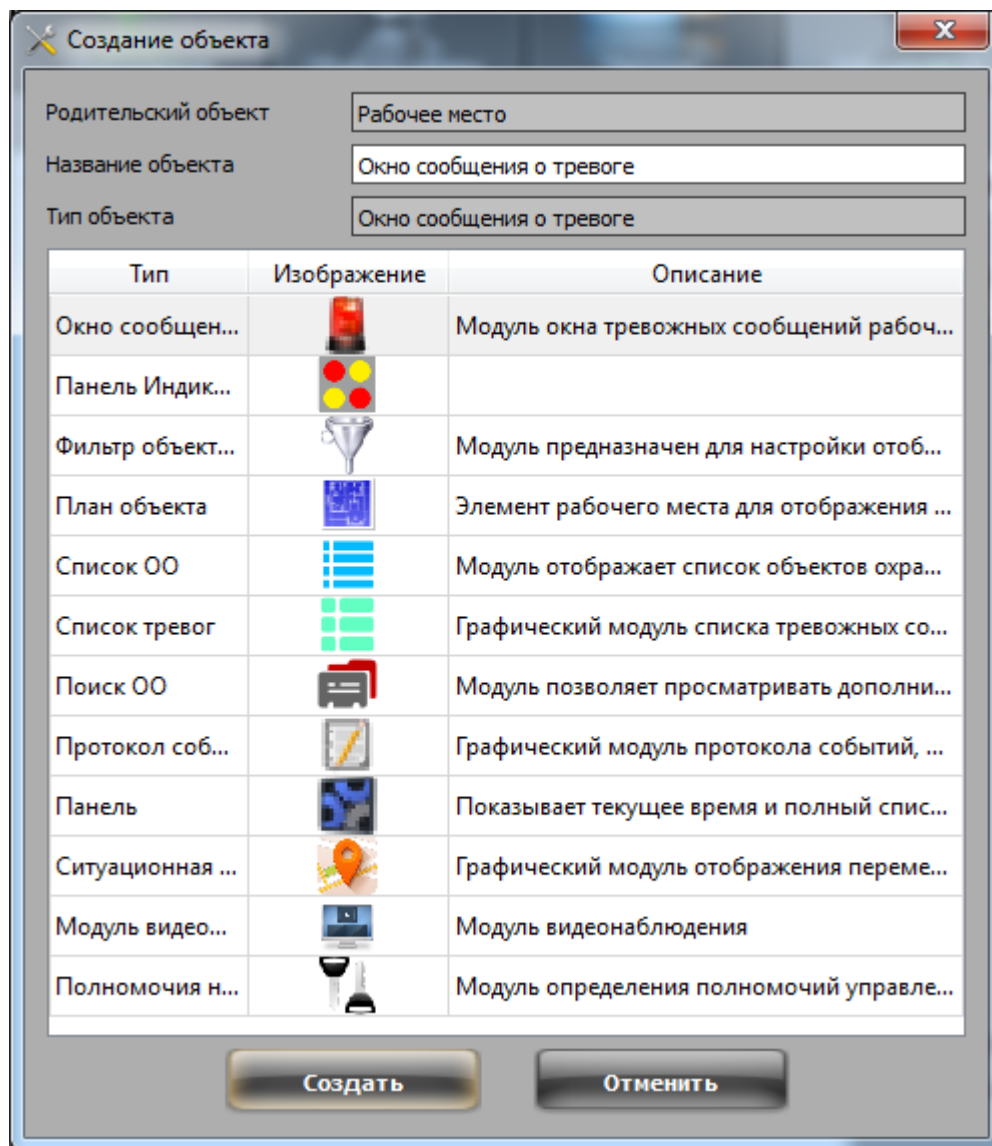 Создание объекта
Родительский объект Рабочее место
Название объекта Окно сообщения о тревоге
Тип объекта Окно сообщения о тревоге
Тип Изображение Описание
Окно сообщен... Модуль окна тревожных сообщений рабоч...
Панель Индик...
Фильтр объект... Модуль предназначен для настройки отоб...
План объекта Элемент рабочего места для отображения ...
Список ОО Модуль отображает список объектов охра...
Список тревог Графический модуль списка тревожных со...
Поиск ОО Модуль позволяет просматривать дополни...
Протокол соб... Графический модуль протокола событий, ...
Панель Показывает текущее время и полный спис...
Ситуационная ... Графический модуль отображения переме...
Модуль видео... Модуль видеонаблюдения
Полномочия н... Модуль определения полномочий управле...
Создать Отменить